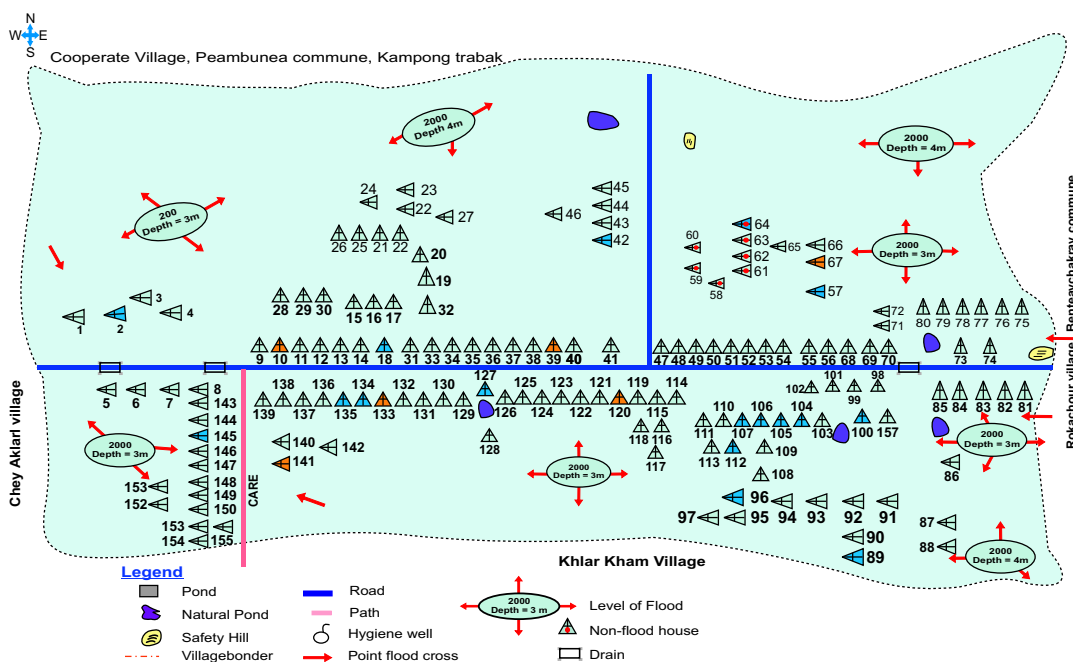 N
W E
S
Cooperate Village, Peambunea commune, Kampong trabak
2000
Depth 4m
2000
Depth = 4m
200
Depth = 3m
2000
Depth = 3m
24 23
22 27
46
45
44
43
42
26 25 21 22
20
19
32
64
63
62
61
60
59
58
65
66
67
57
3
1 2 4
28 29 30
15 16 17
72
71
80 79 78 77 76 75
73 74
9 10 11 12 13 14 18 31 33 34 35 36 37 38 39 40 41
47 48 49 50 51 52 53 54 55 56 68 69 70
Chey Aklarl village
Rokachou village, Benteaychakray commune
5 6 7 8
143
144
145
146
147
148
149
150
153
152
153
154 155
2000
Depth = 3m
CARE
138 136 134 132 130
139 137 135 133 131 129
127
128
125 123 121 119 114
126 124 122 120 115
118 116
117
140
141
142
2000
Depth = 3m
102 101 99 98
110 106 104
111 107 105 103 100 157
113 112 109
108
85 84 83 82 81
2000
Depth = 3m
86
96
97 95 94 93 92 91
90
89
87
88
2000
Depth = 4m
Khlar Kham Village
Legend
Pond
Natural Pond
Safety Hill
Villagebonder
Road
Path
Hygiene well
Point flood cross
2000
Depth = 3 m
Level of Flood
Non-flood house
Drain